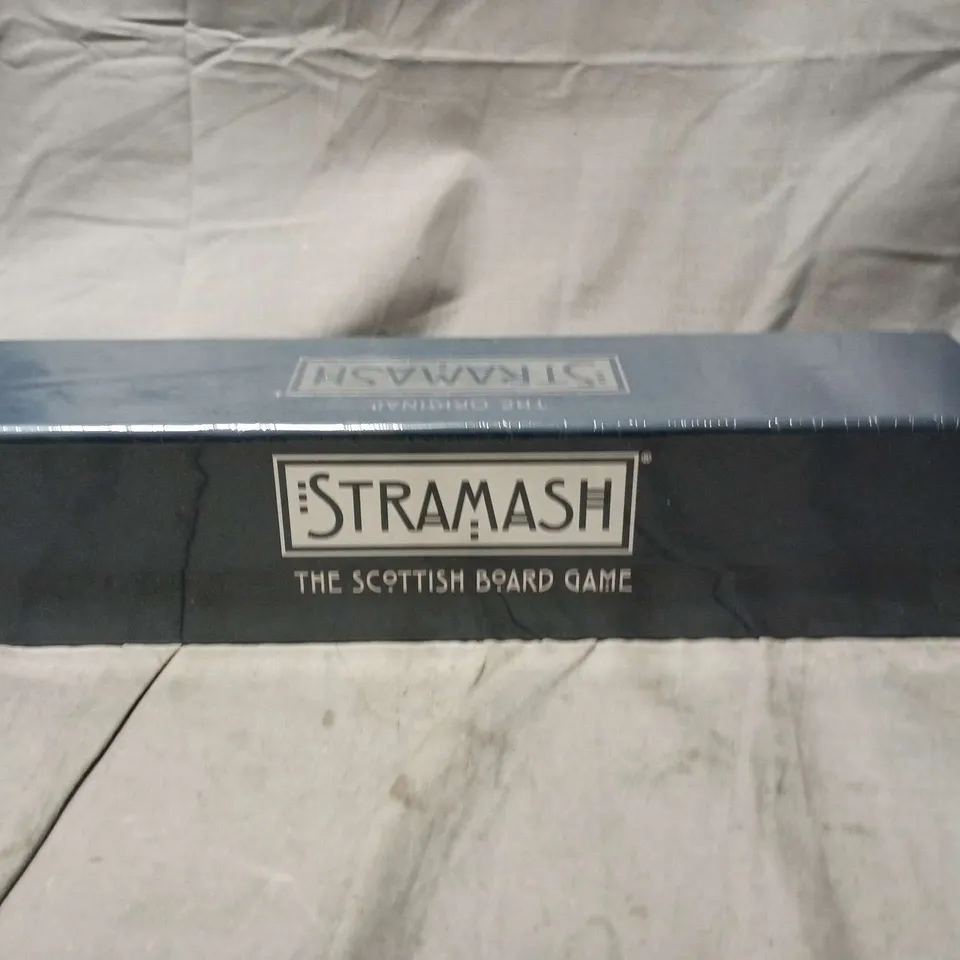 STRAMASH
THE ORIGINAL
STRAMASH®
THE SCOTTISH BOARD GAME